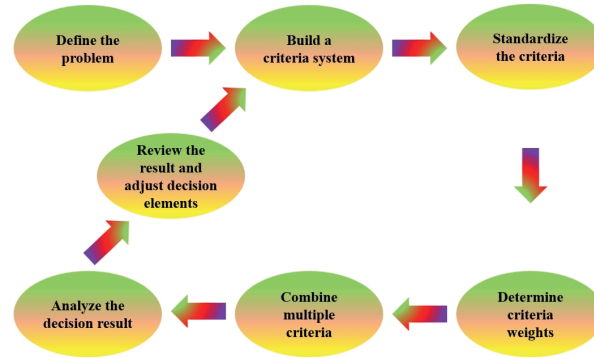 Define the
problem
Build a
criteria system
Standardize
the criteria
Review the
result and
adjust decision
elements
Analyze the
decision result
Combine
multiple
criteria
Determine
criteria
weights